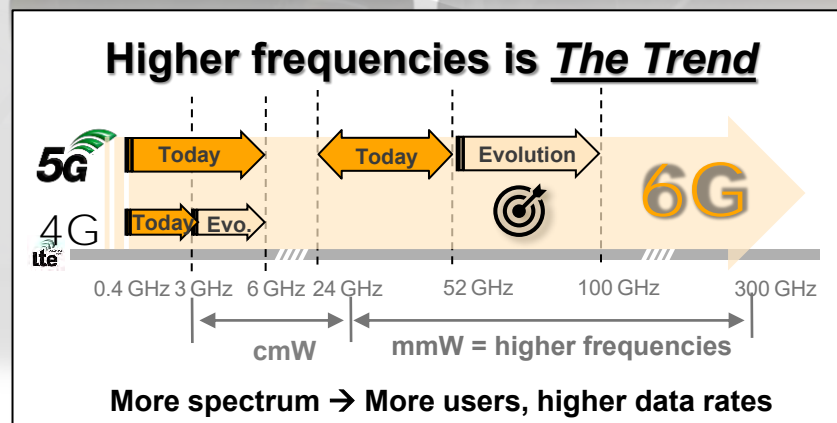 Higher frequencies is The Trend
5G Today Today Evolution
6G
4G Today Evo.
lte
0.4 GHz 3 GHz 6 GHz 24 GHz 52 GHz 100 GHz 300 GHz
cmW mmW = higher frequencies
More spectrum → More users, higher data rates